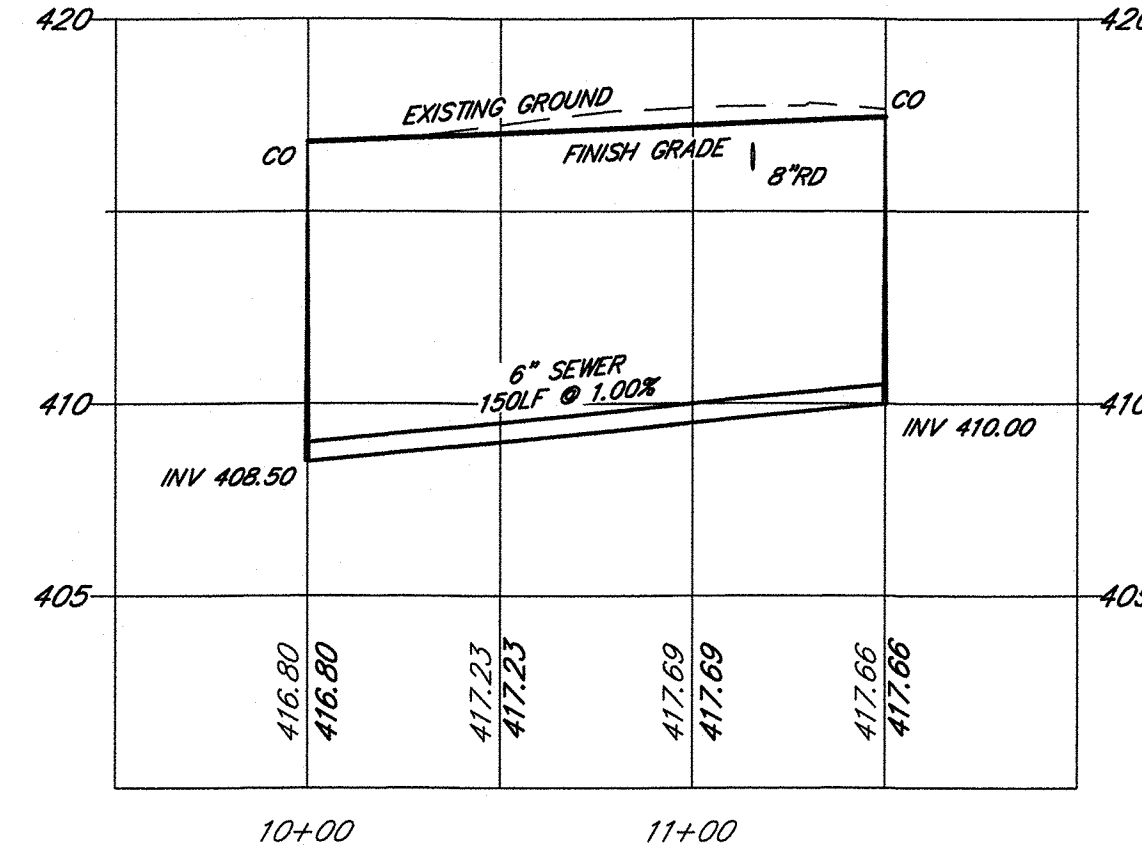 420
420
EXISTING GROUND
CO
CO
FINISH GRADE
8"RD
6" SEWER
150LF @ 1.00%
410
410
INV 410.00
INV 408.50
405
405
416.80
416.80
417.23
417.23
417.69
417.69
417.66
417.66
10+00
11+00